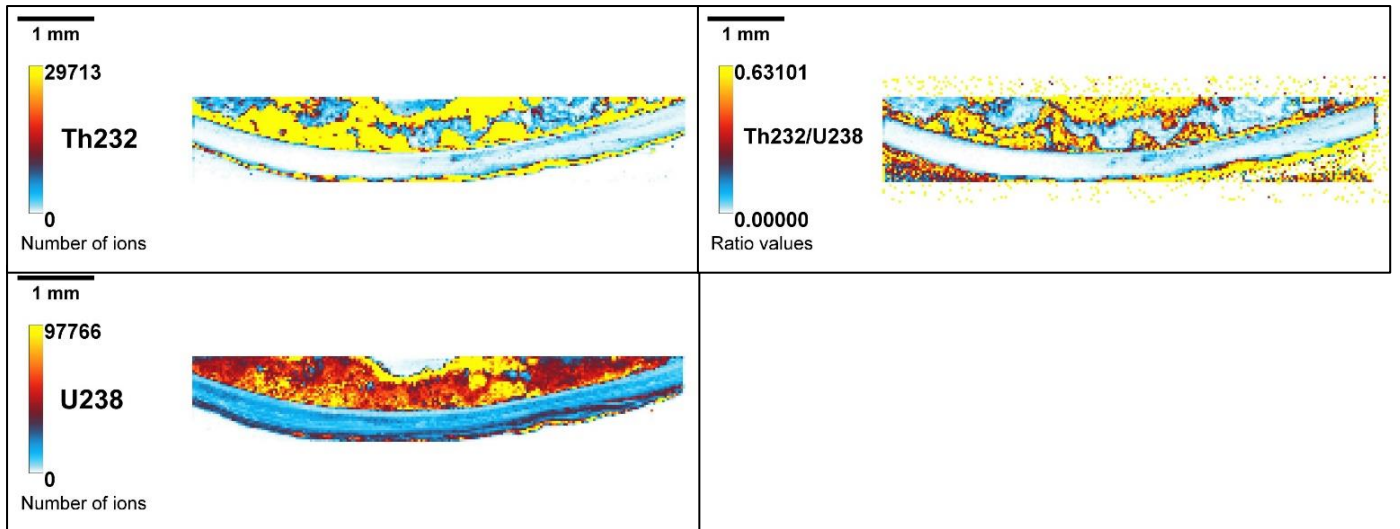 1 mm
29713
Th232
0
Number of ions
1 mm
0.63101
Th232/U238
0.00000
Ratio values
1 mm
97766
U238
0
Number of ions